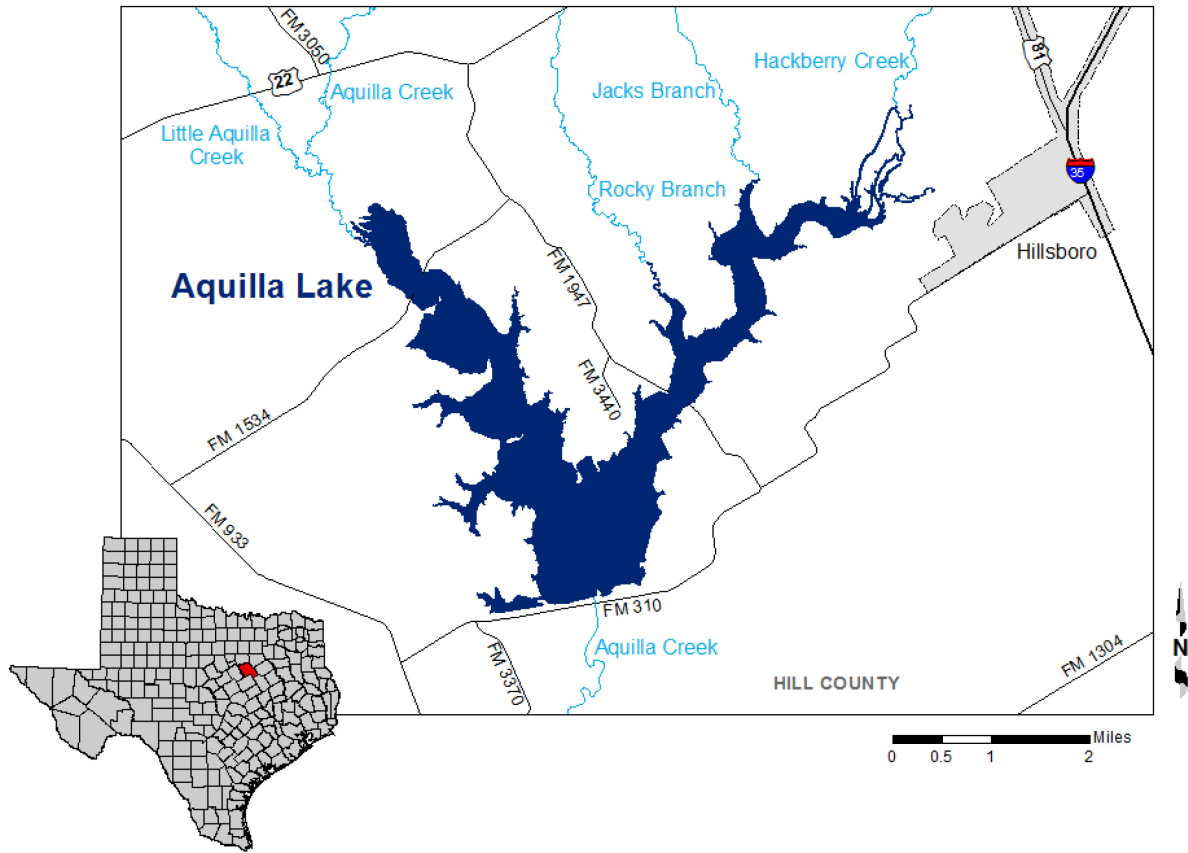 FM 3050
81
Hackberry Creek
22
Aquilla Creek
Jacks Branch
Little Aquilla
Creek
35
Rocky Branch
Hillsboro
Aquilla Lake
FM 1947
FM 3440
FM 1534
FM 933
FM 310
Aquilla Creek
FM 3370
FM 1304
N
HILL COUNTY
Miles
0 0.5 1 2